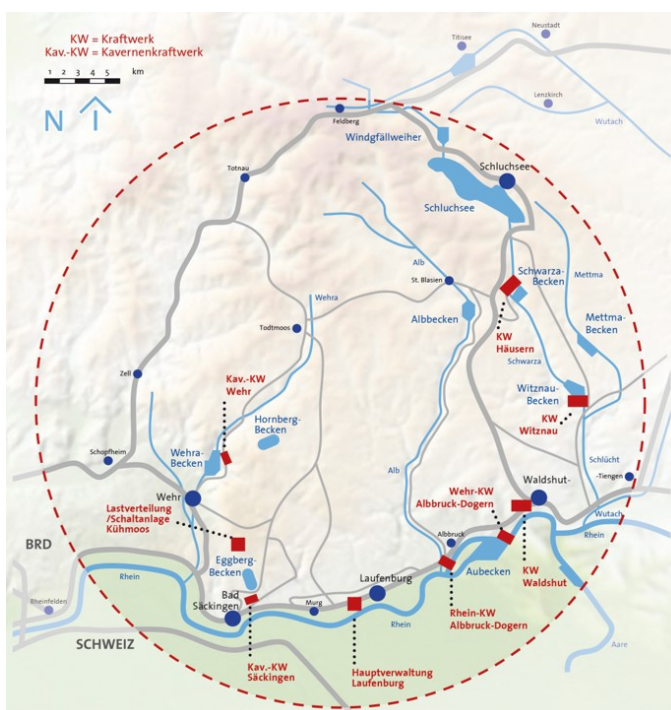 KW = Kraftwerk
Kav.-KW = Kavernenkraftwerk
1 2 3 4 5 km
N
Neustadt
Titisee
Lenzkirch
Wutach
Feldberg
Windgfällweiher
Totnau
Schluchsee
Schluchsee
Alb
St. Blasien
Schwarza-
Becken
Mettma
Wehra
Albbecken
Mettma-
Becken
Todtmoos
KW
Häusern
Schwarza
Zell
Kav.-KW
Wehr
Witznau-
Becken
Hornberg-
Becken
KW
Witznau
Schopfheim
Wehra-
Becken
Alb
Schlücht
Wehr
Waldshut-
-Tiengen
Wehr-KW
Albbruck-Dogern
Lastverteilung
/Schaltanlage
Kühmoos
Wutach
Rhein
BRD
Albbruck
Eggberg-
Becken
Aubecken
KW
Waldshut
Rhein
Laufenburg
Bad
Säckingen
Rheinfelden
Murg
Rhein
Rhein-KW
Albbruck-Dogern
SCHWEIZ
Aare
Kav.-KW
Säckingen
Hauptverwaltung
Laufenburg